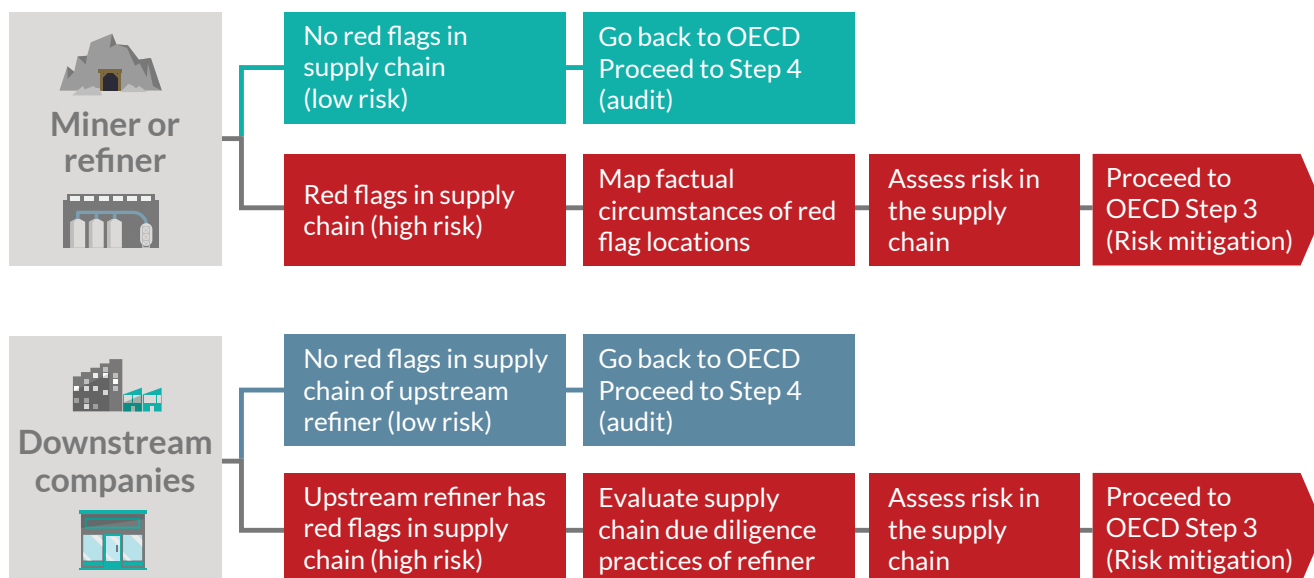 Miner or
refiner
No red flags in
supply chain
(low risk)
Go back to OECD
Proceed to Step 4
(audit)
Red flags in supply
chain (high risk)
Map factual
circumstances of red
flag locations
Assess risk in
the supply
chain
Proceed to
OECD Step 3
(Risk mitigation)
Downstream
companies
No red flags in supply
chain of upstream
refiner (low risk)
Go back to OECD
Proceed to Step 4
(audit)
Upstream refiner has
red flags in supply
chain (high risk)
Evaluate supply
chain due diligence
practices of refiner
Assess risk in
the supply
chain
Proceed to
OECD Step 3
(Risk mitigation)